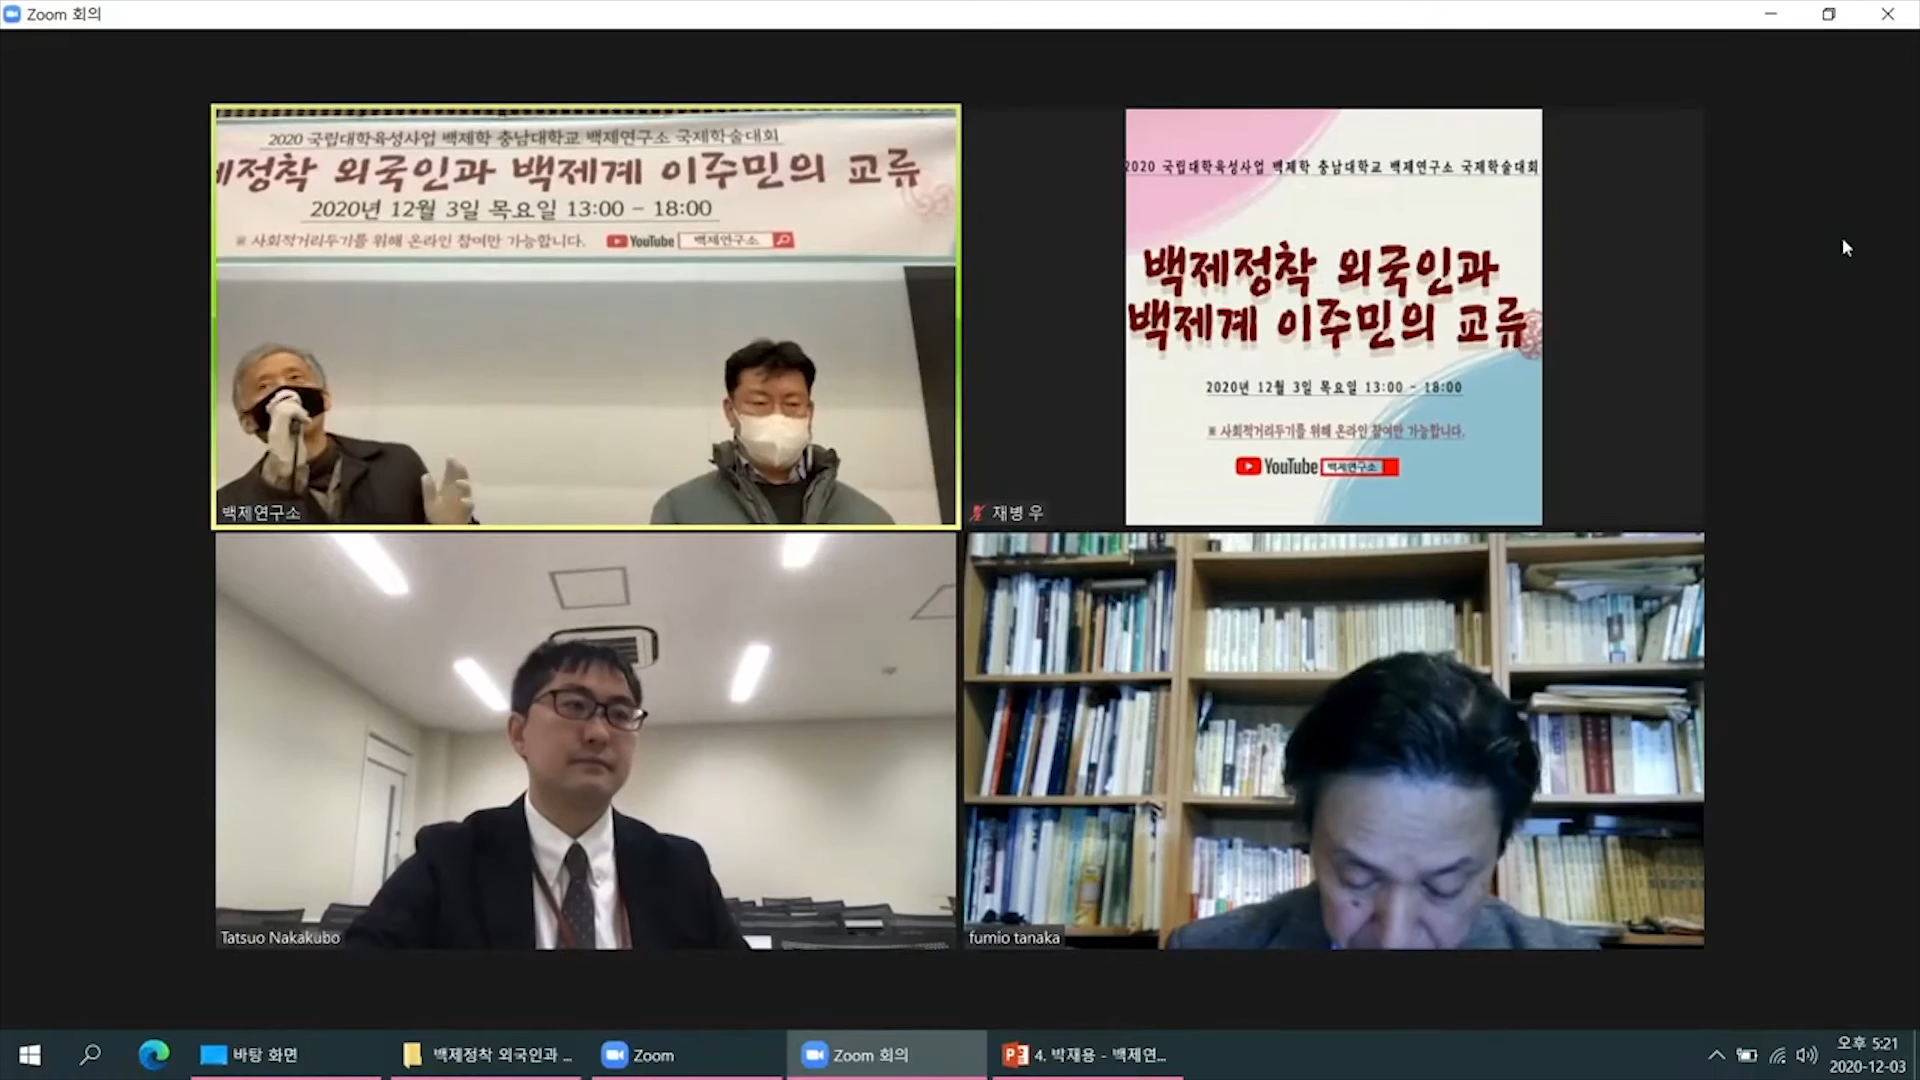 Zoom 회의
2020 국립대학육성사업 백제학 충남대학교 백제연구소 국제학술대회
제정착 외국인과 백제계 이주민의 교류
2020년 12월 3일 목요일 13:00 - 18:00
※ 사회적거리두기를 위해 온라인 참여만 가능합니다.
YouTube 백제연구소
백제연구소
2020 국립대학육성사업 백제학 충남대학교 백제연구소 국제학술대회
백제정착 외국인과
백제계 이주민의 교류
2020년 12월 3일 목요일 13:00 - 18:00
※ 사회적거리두기를 위해 온라인 참여만 가능합니다.
YouTube 백제연구소
재병 우
Tatsuo Nakakubo
fumio tanaka
바탕 화면
백제정착 외국인과 ...
Zoom
Zoom 회의
4. 박재용 - 백제연...
오후 5:21
2020-12-03